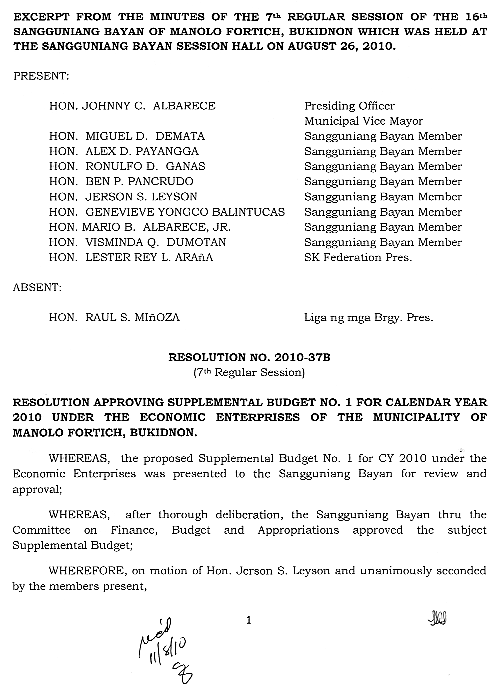 EXCERPT FROM THE MINUTES OF THE 7th REGULAR SESSION OF THE 16th
SANGGUNIANG BAYAN OF MANOLO FORTICH, BUKIDNON WHICH WAS HELD AT
THE SANGGUNIANG BAYAN SESSION HALL ON AUGUST 26, 2010.
PRESENT:
HON. JOHNNY C. ALBARECE Presiding Officer
Municipal Vice Mayor
HON. MIGUEL D. DEMATA Sangguniang Bayan Member
HON. ALEX D. PAYANGGA Sangguniang Bayan Member
HON. RONULFO D. GANAS Sangguniang Bayan Member
HON. BEN P. PANCRUDO Sangguniang Bayan Member
HON. JERSON S. LEYSON Sangguniang Bayan Member
HON. GENEVIEVE YONGCO BALINTUCAS Sangguniang Bayan Member
HON. MARIO B. ALBARECE, JR. Sangguniang Bayan Member
HON. VISMINDA Q. DUMOTAN Sangguniang Bayan Member
HON. LESTER REY L. ARAñA SK Federation Pres.
ABSENT:
HON. RAUL S. MIñOZA Liga ng mga Brgy. Pres.
RESOLUTION NO. 2010-37B
(7th Regular Session)
RESOLUTION APPROVING SUPPLEMENTAL BUDGET NO. 1 FOR CALENDAR YEAR
2010 UNDER THE ECONOMIC ENTERPRISES OF THE MUNICIPALITY OF
MANOLO FORTICH, BUKIDNON.
WHEREAS, the proposed Supplemental Budget No. 1 for CY 2010 under the
Economic Enterprises was presented to the Sangguniang Bayan for review and
approval;
WHEREAS, after thorough deliberation, the Sangguniang Bayan thru the
Committee on Finance, Budget and Appropriations approved the subject
Supplemental Budget;
WHEREFORE, on motion of Hon. Jerson S. Leyson and unanimously seconded
by the members present,
1
rec'd
11/8/10